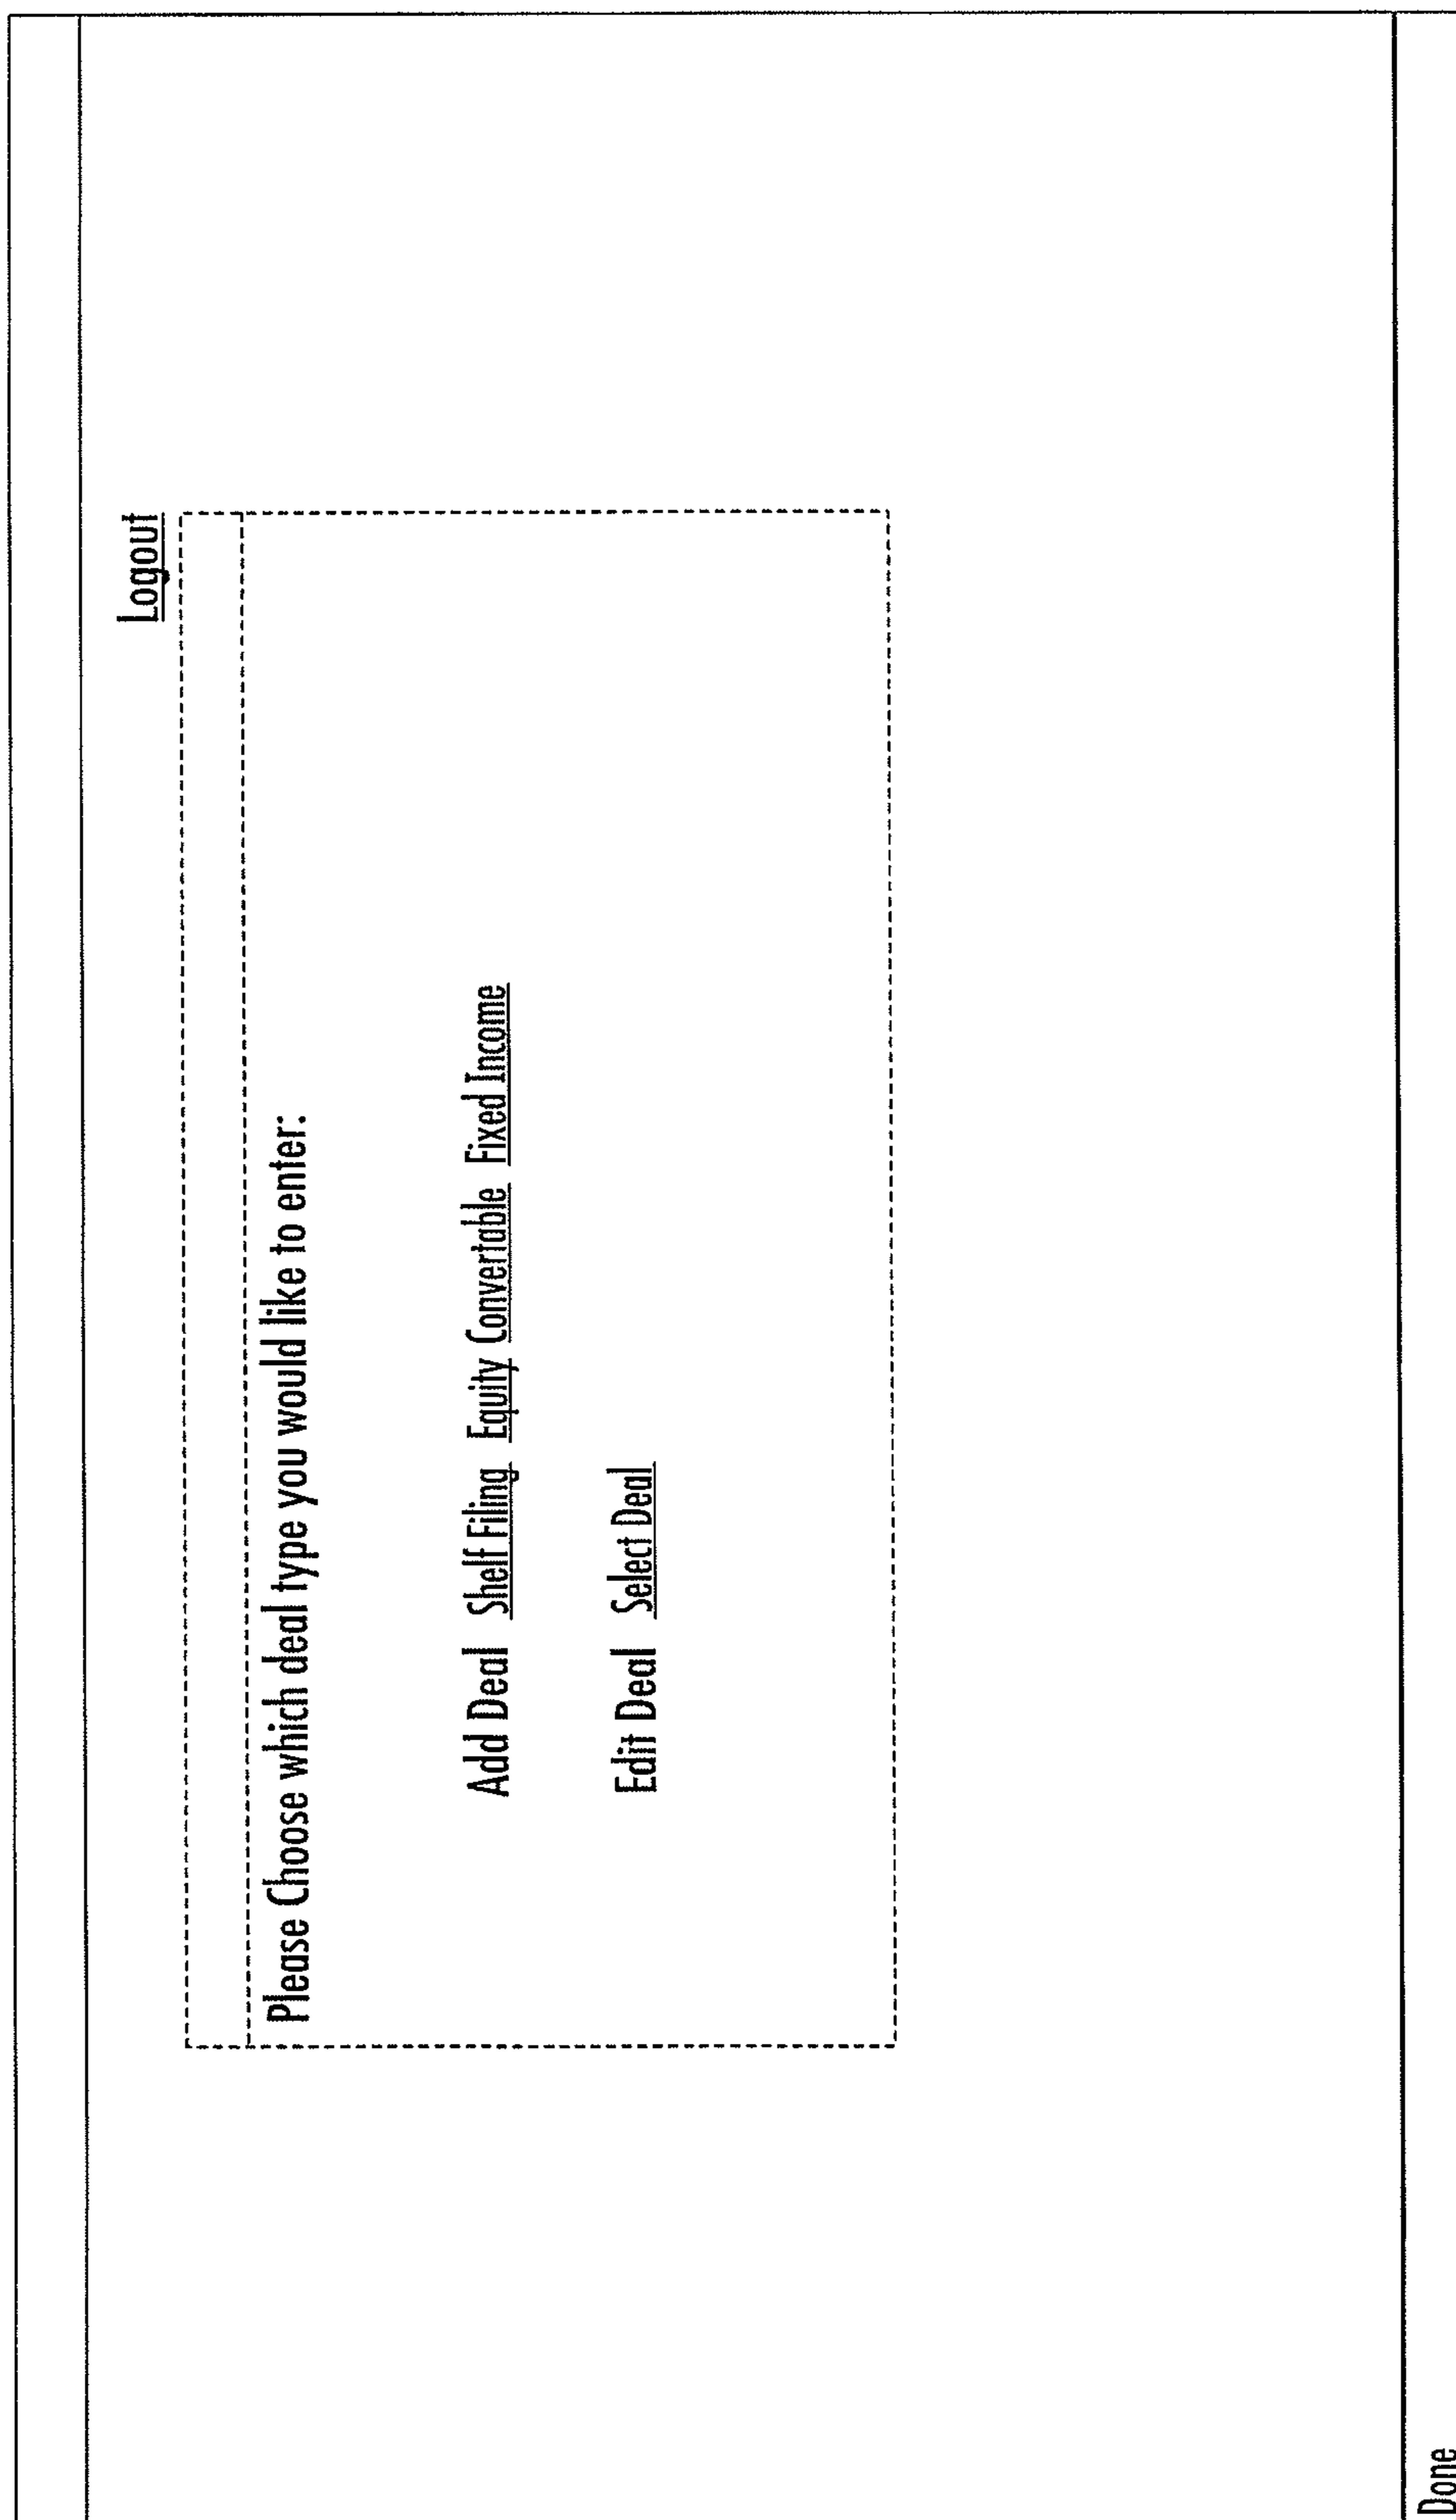 Logout
Please Choose which deal type you would like to enter:
Add Deal Shelf Filing Equity Convertable Fixed Income
Edit Deal Select Deal
Done